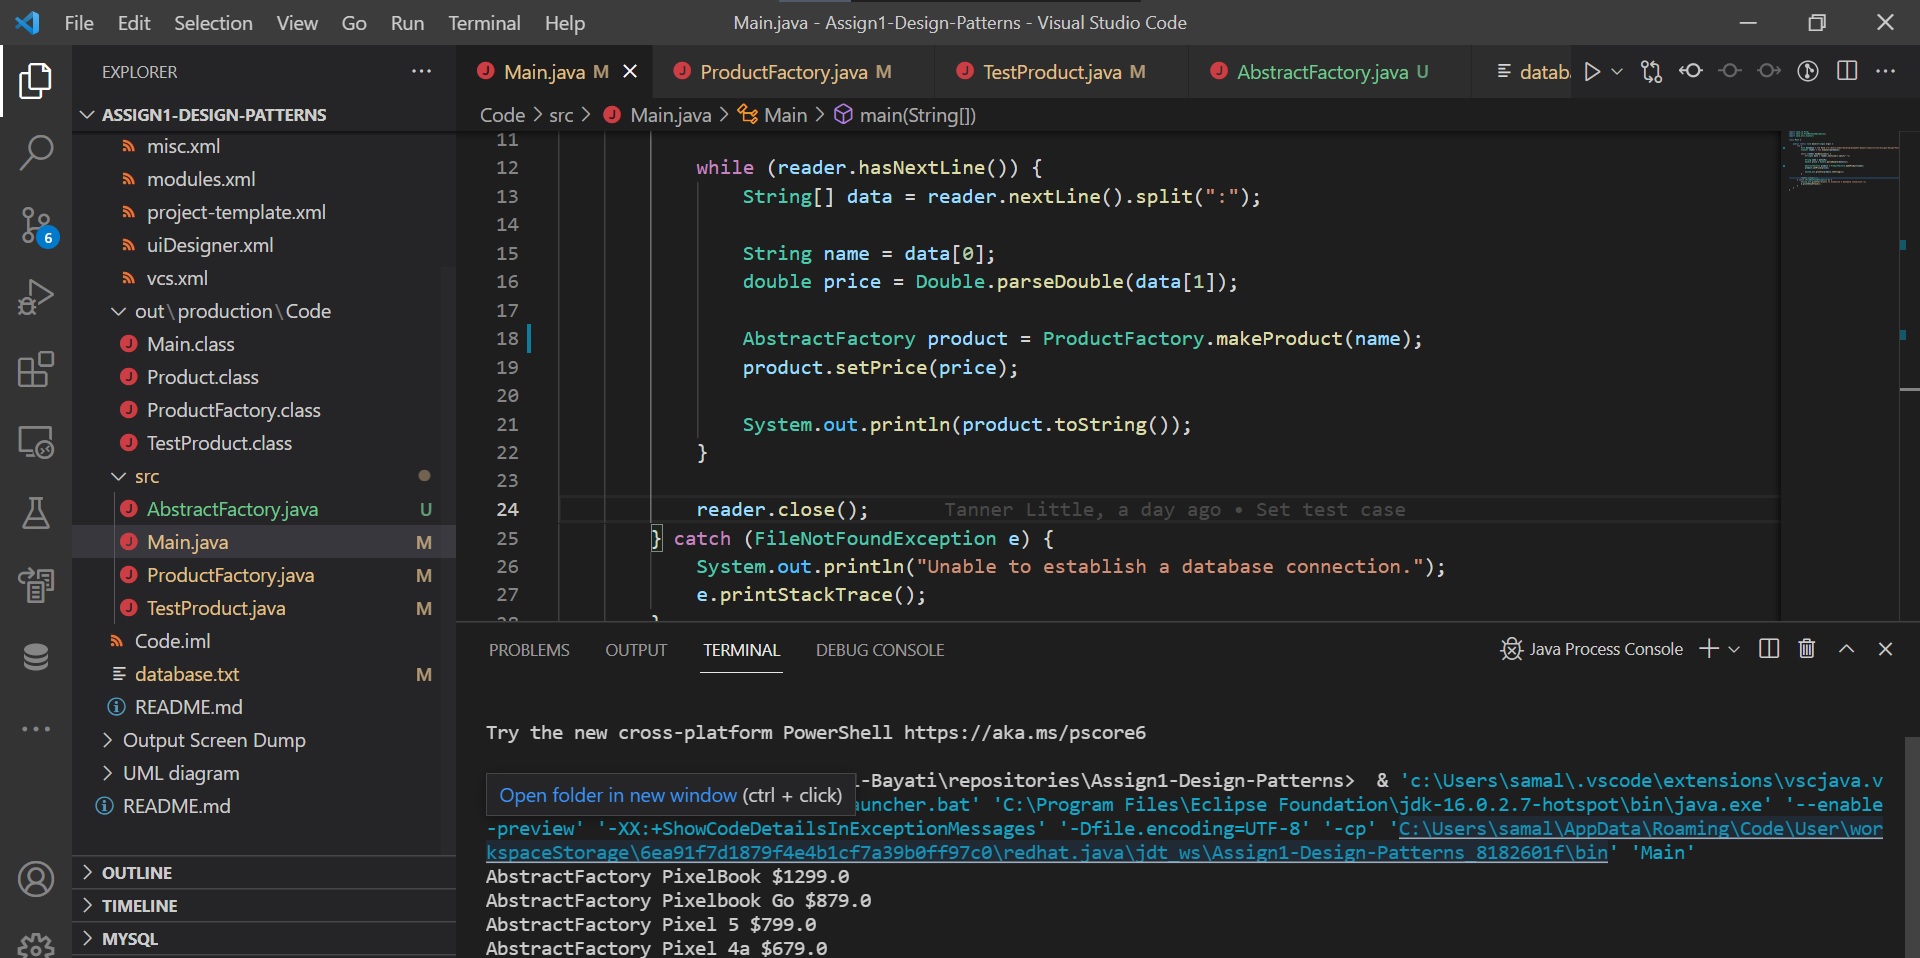 File Edit Selection View Go Run Terminal Help
Main.java - Assign1-Design-Patterns - Visual Studio Code
EXPLORER
ASSIGN1-DESIGN-PATTERNS
misc.xml
modules.xml
project-template.xml
uiDesigner.xml
vcs.xml
out\production\Code
Main.class
Product.class
ProductFactory.class
TestProduct.class
src
AbstractFactory.java U
Main.java M
ProductFactory.java M
TestProduct.java M
Code.iml
database.txt M
README.md
Output Screen Dump
UML diagram
README.md
OUTLINE
TIMELINE
MYSQL
6
Main.java M ProductFactory.java M TestProduct.java M AbstractFactory.java U datab
Code > src > Main.java > Main > main(String[])
11
12 while (reader.hasNextLine()) {
13 String[] data = reader.nextLine().split(":");
14
15 String name = data[0];
16 double price = Double.parseDouble(data[1]);
17
18 AbstractFactory product = ProductFactory.makeProduct(name);
19 product.setPrice(price);
20
21 System.out.println(product.toString());
22 }
23
24 reader.close(); Tanner Little, a day ago • Set test case
25 } catch (FileNotFoundException e) {
26 System.out.println("Unable to establish a database connection.");
27 e.printStackTrace();
28 }
PROBLEMS OUTPUT TERMINAL DEBUG CONSOLE
Java Process Console
Try the new cross-platform PowerShell https://aka.ms/pscore6
Open folder in new window (ctrl + click)
l-Bayati\repositories\Assign1-Design-Patterns> & 'c:\Users\samal\.vscode\extensions\vscjava.v
auncher.bat' 'C:\Program Files\Eclipse Foundation\jdk-16.0.2.7-hotspot\bin\java.exe' '--enable
-preview' '-XX:+ShowCodeDetailsInExceptionMessages' '-Dfile.encoding=UTF-8' '-cp' 'C:\Users\samal\AppData\Roaming\Code\User\wor
kspaceStorage\6ea91f7d1879f4e4b1cf7a39b0ff97c0\redhat.java\jdt_ws\Assign1-Design-Patterns_8182601f\bin' 'Main'
AbstractFactory PixelBook $1299.0
AbstractFactory Pixelbook Go $879.0
AbstractFactory Pixel 5 $799.0
AbstractFactory Pixel 4a $679.0